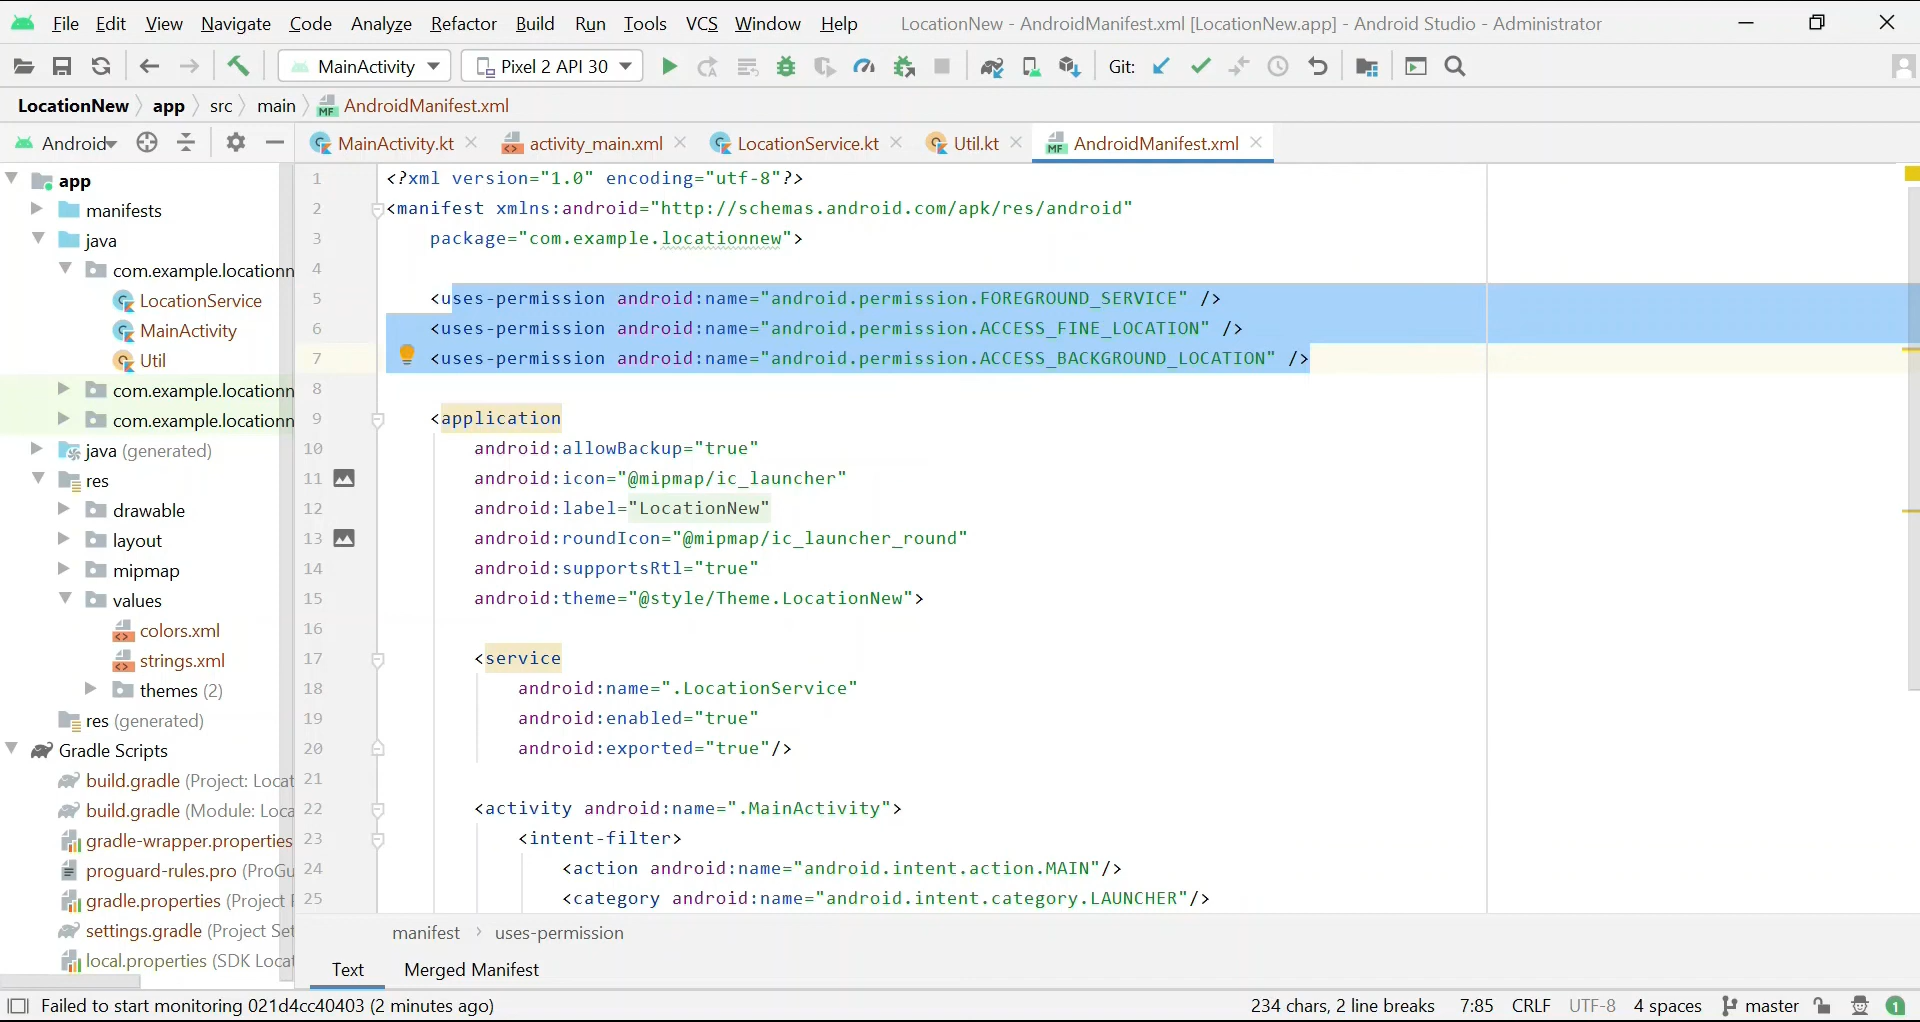 File Edit View Navigate Code Analyze Refactor Build Run Tools VCS Window Help LocationNew - AndroidManifest.xml [LocationNew.app] - Android Studio - Administrator
MainActivity Pixel 2 API 30 Git:
LocationNew app src main AndroidManifest.xml
Android MainActivity.kt activity_main.xml LocationService.kt Util.kt AndroidManifest.xml
app
manifests
java
com.example.locationn
LocationService
MainActivity
Util
com.example.locationn
com.example.locationn
java (generated)
res
drawable
layout
mipmap
values
colors.xml
strings.xml
themes (2)
res (generated)
Gradle Scripts
build.gradle (Project: Locat
build.gradle (Module: Loca
gradle-wrapper.properties
proguard-rules.pro (ProGu
gradle.properties (Project
settings.gradle (Project Set
local.properties (SDK Locat
1 <?xml version="1.0" encoding="utf-8"?>
2 <manifest xmlns:android="http://schemas.android.com/apk/res/android"
3 package="com.example.locationnew">
4
5 <uses-permission android:name="android.permission.FOREGROUND_SERVICE" />
6 <uses-permission android:name="android.permission.ACCESS_FINE_LOCATION" />
7 <uses-permission android:name="android.permission.ACCESS_BACKGROUND_LOCATION" />
8
9 <application
10 android:allowBackup="true"
11 android:icon="@mipmap/ic_launcher"
12 android:label="LocationNew"
13 android:roundIcon="@mipmap/ic_launcher_round"
14 android:supportsRtl="true"
15 android:theme="@style/Theme.LocationNew">
16
17 <service
18 android:name=".LocationService"
19 android:enabled="true"
20 android:exported="true"/>
21
22 <activity android:name=".MainActivity">
23 <intent-filter>
24 <action android:name="android.intent.action.MAIN"/>
25 <category android:name="android.intent.category.LAUNCHER"/>
manifest › uses-permission
Text Merged Manifest
Failed to start monitoring 021d4cc40403 (2 minutes ago) 234 chars, 2 line breaks 7:85 CRLF UTF-8 4 spaces master 1